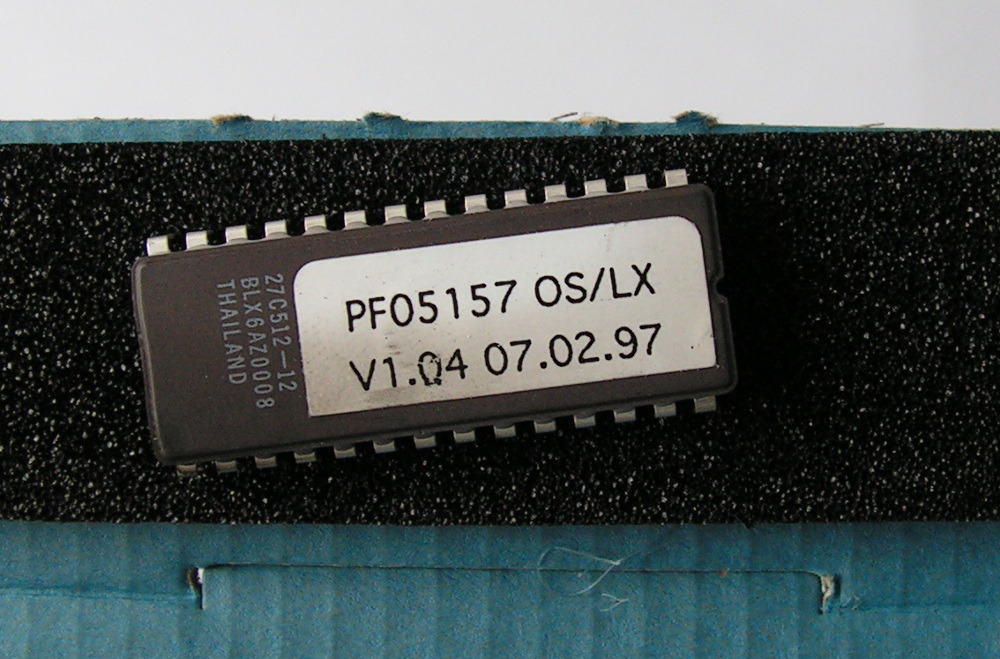 PF05157 OS/LX
V1.04 07.02.97
27C512-12
BLX6AZ0008
THAILAND